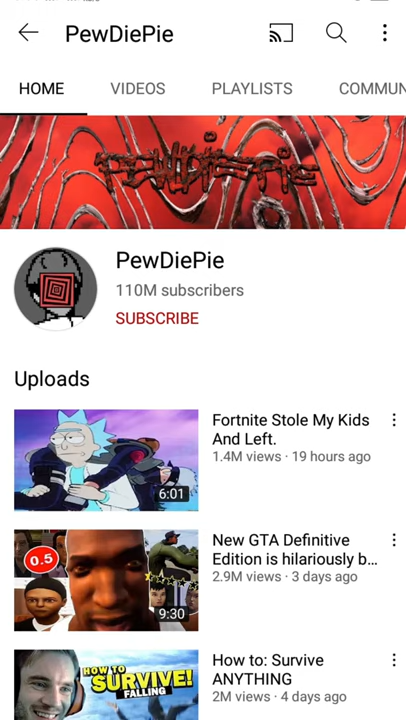 PewDiePie
HOME VIDEOS PLAYLISTS COMMUN
PEWDIEPIE
PewDiePie
110M subscribers
SUBSCRIBE
Uploads
Fortnite Stole My Kids
And Left.
1.4M views · 19 hours ago
6:01
New GTA Definitive
Edition is hilariously b...
2.9M views · 3 days ago
0.5
9:30
How to: Survive
ANYTHING
2M views · 4 days ago
HOW TO
SURVIVE!
FALLING